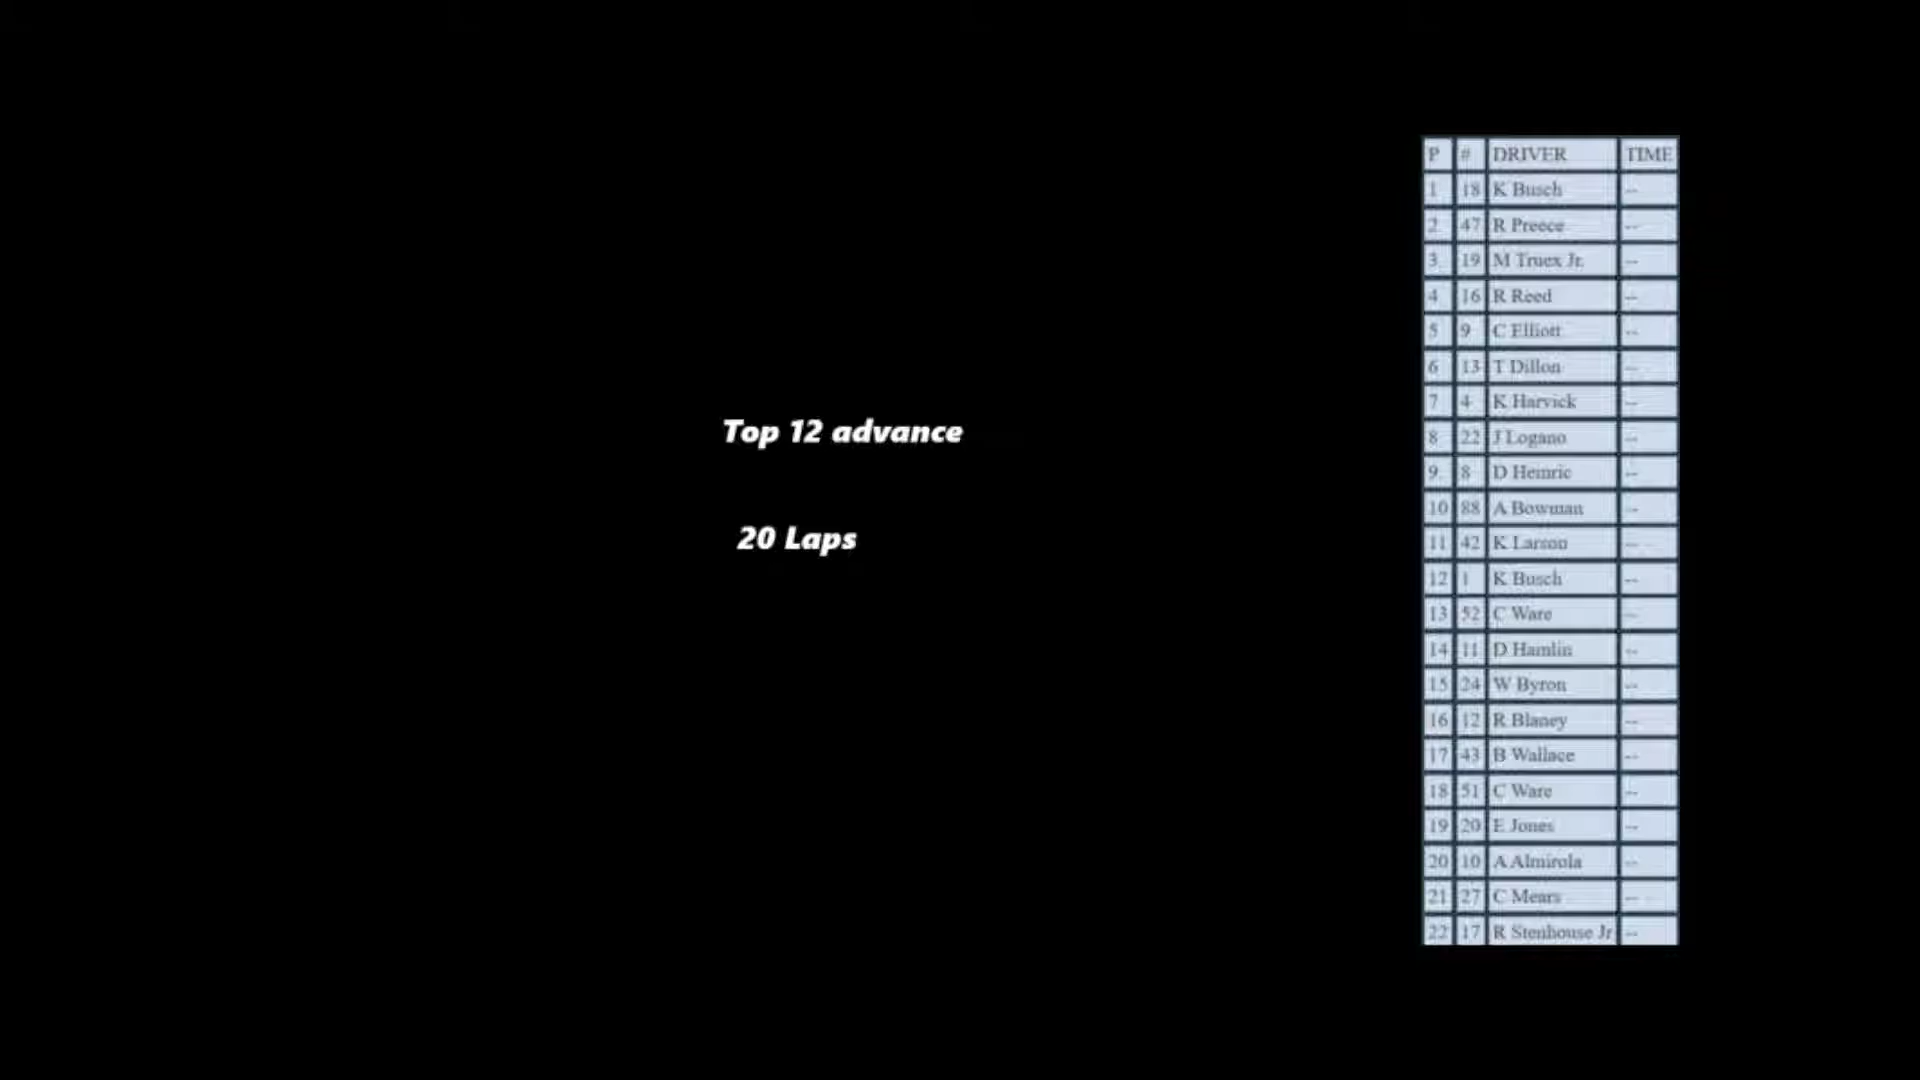 Top 12 advance
20 Laps
P # DRIVER TIME
1 18 K Busch --
2 47 R Preece --
3 19 M Truex Jr. --
4 16 R Reed --
5 9 C Elliott --
6 13 T Dillon --
7 4 K Harvick --
8 22 J Logano --
9 8 D Hemric --
10 88 A Bowman --
11 42 K Larson --
12 1 K Busch --
13 52 C Ware --
14 11 D Hamlin --
15 24 W Byron --
16 12 R Blaney --
17 43 B Wallace --
18 51 C Ware --
19 20 E Jones --
20 10 A Almirola --
21 27 C Mears --
22 17 R Stenhouse Jr --